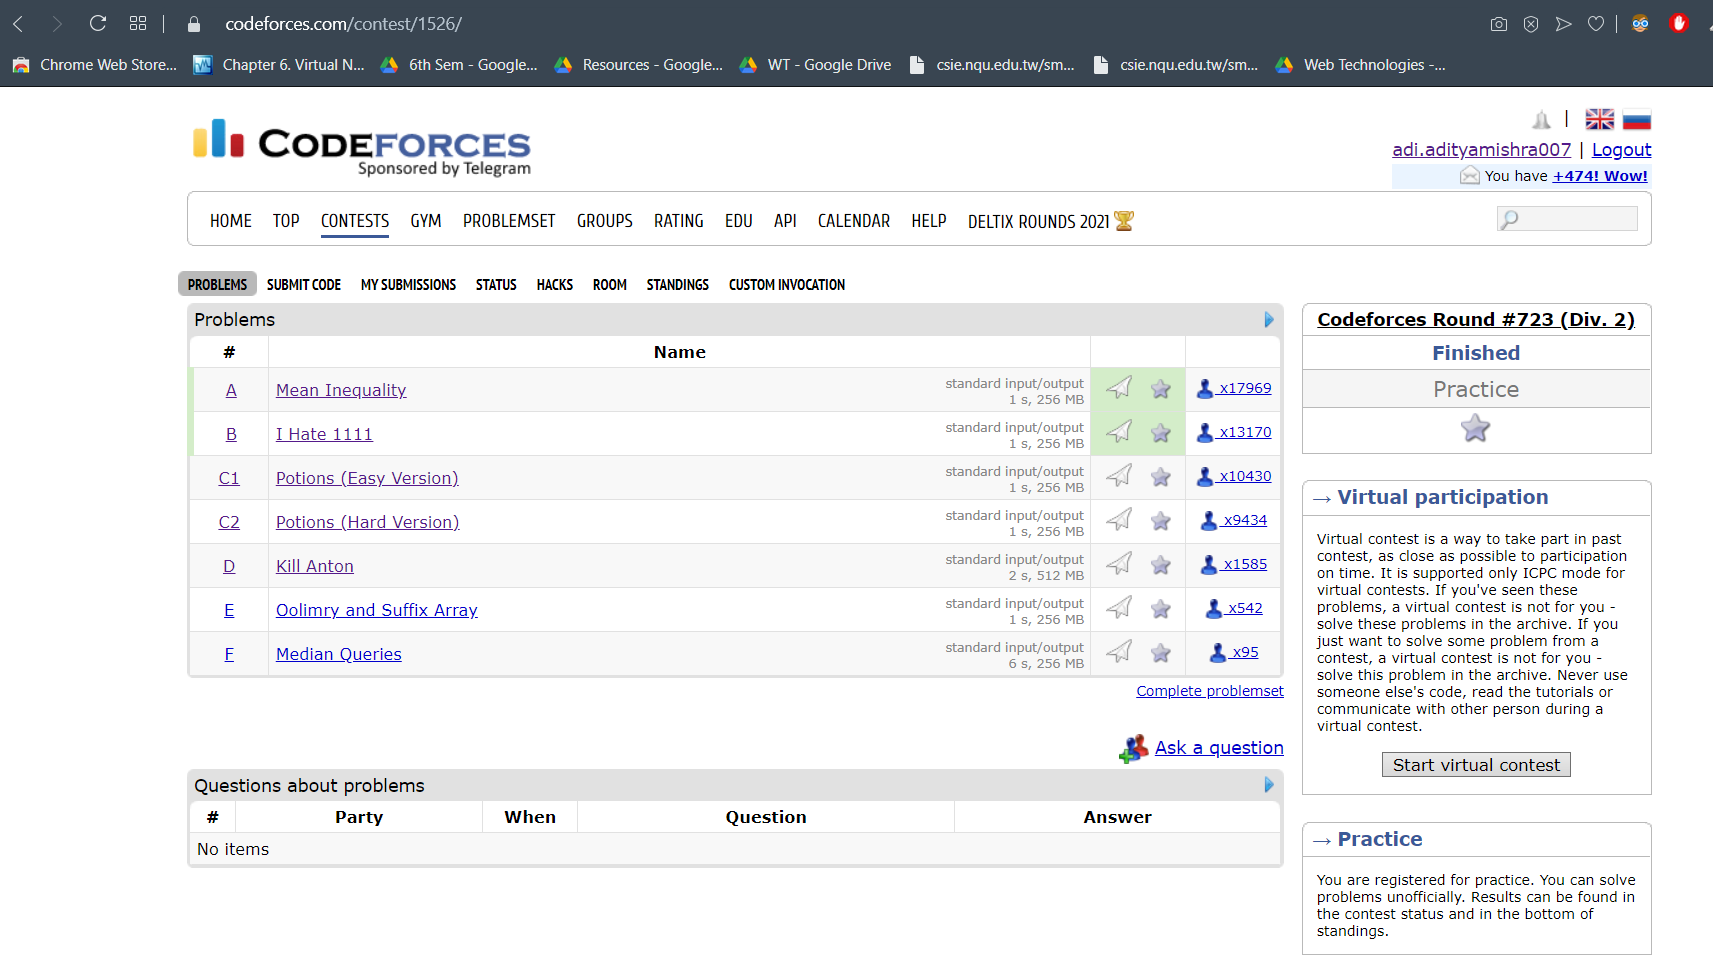 codeforces.com/contest/1526/
Chrome Web Store...
Chapter 6. Virtual N...
6th Sem - Google...
Resources - Google...
WT - Google Drive
csie.nqu.edu.tw/sm...
csie.nqu.edu.tw/sm...
Web Technologies -...
CODEFORCES
Sponsored by Telegram
|
adi.adityamishra007 | Logout
You have +474! Wow!
HOME TOP CONTESTS GYM PROBLEMSET GROUPS RATING EDU API CALENDAR HELP DELTIX ROUNDS 2021
PROBLEMS SUBMIT CODE MY SUBMISSIONS STATUS HACKS ROOM STANDINGS CUSTOM INVOCATION
Problems
# Name
A Mean Inequality standard input/output
1 s, 256 MB x17969
B I Hate 1111 standard input/output
1 s, 256 MB x13170
C1 Potions (Easy Version) standard input/output
1 s, 256 MB x10430
C2 Potions (Hard Version) standard input/output
1 s, 256 MB x9434
D Kill Anton standard input/output
2 s, 512 MB x1585
E Oolimry and Suffix Array standard input/output
1 s, 256 MB x542
F Median Queries standard input/output
6 s, 256 MB x95
Complete problemset
Ask a question
Questions about problems
# Party When Question Answer
No items
Codeforces Round #723 (Div. 2)
Finished
Practice
→ Virtual participation
Virtual contest is a way to take part in past
contest, as close as possible to participation
on time. It is supported only ICPC mode for
virtual contests. If you've seen these
problems, a virtual contest is not for you -
solve these problems in the archive. If you
just want to solve some problem from a
contest, a virtual contest is not for you -
solve this problem in the archive. Never use
someone else's code, read the tutorials or
communicate with other person during a
virtual contest.
Start virtual contest
→ Practice
You are registered for practice. You can solve
problems unofficially. Results can be found in
the contest status and in the bottom of
standings.